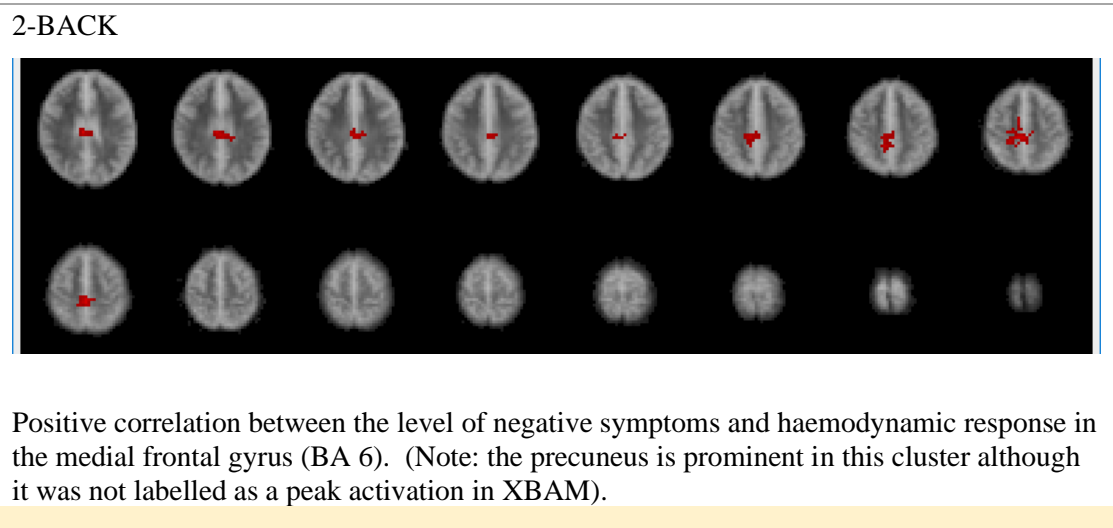 2-BACK
Positive correlation between the level of negative symptoms and haemodynamic response in
the medial frontal gyrus (BA 6).  (Note: the precuneus is prominent in this cluster although
it was not labelled as a peak activation in XBAM).